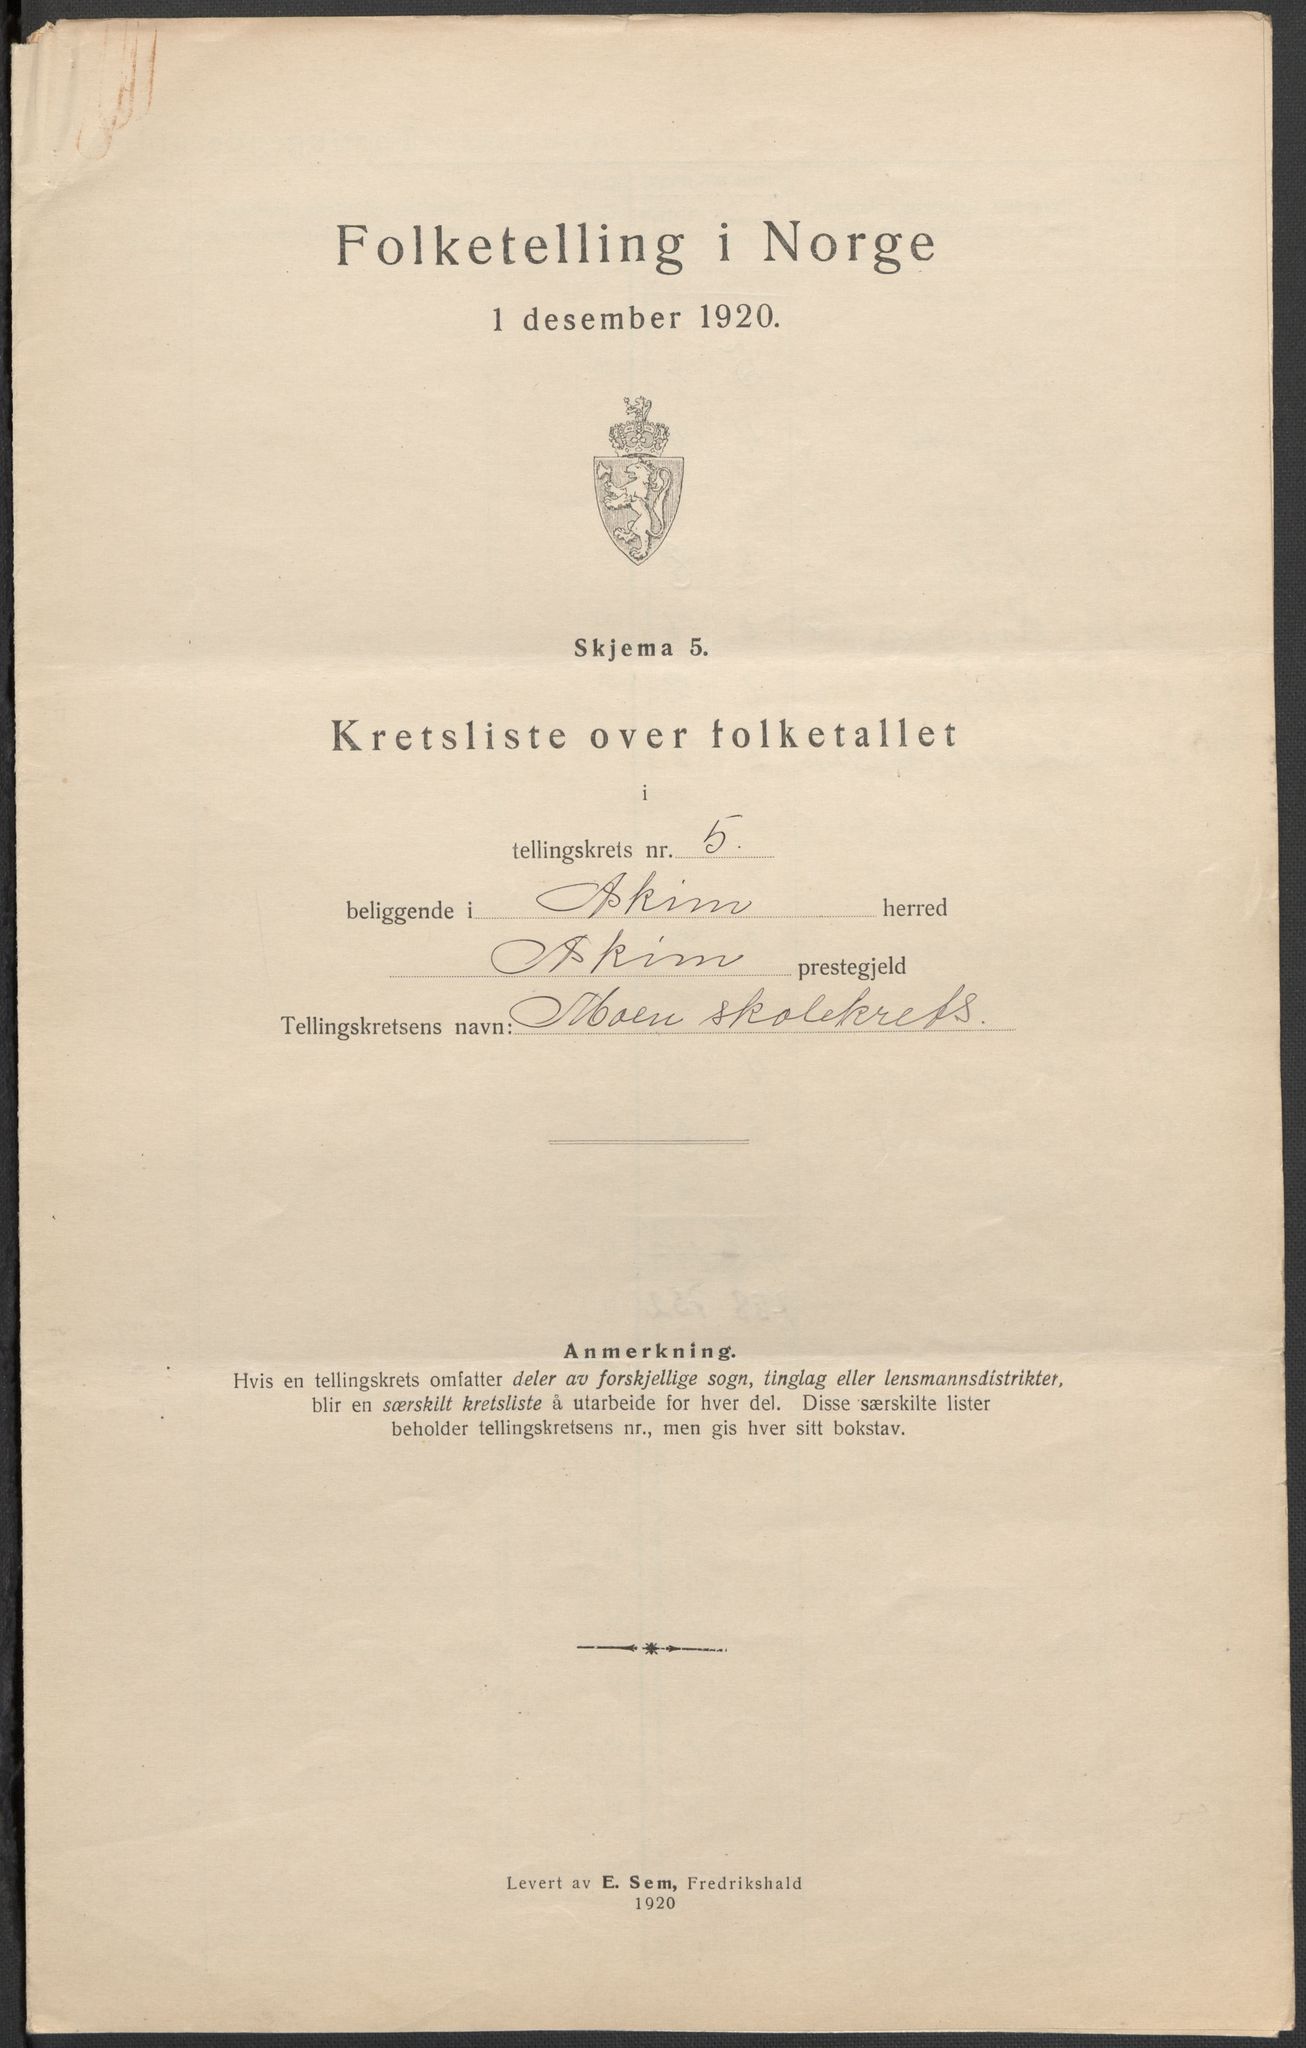 Folketelling i Norge
1 desember 1920.
Skjema 5.
Kretsliste over folketallet
i
tellingskrets nr. 5.
beliggende i Askim herred
Askim prestegjeld
Tellingskretsens navn: Moen skolekrets.
Anmerkning.
Hvis en tellingskrets omfatter deler av forskjellige sogn, tinglag eller lensmannsdistrikter,
blir en særskilt kretsliste å utarbeide for hver del. Disse særskilte lister
beholder tellingskretsens nr., men gis hver sitt bokstav.
Levert av E. Sem, Fredrikshald
1920